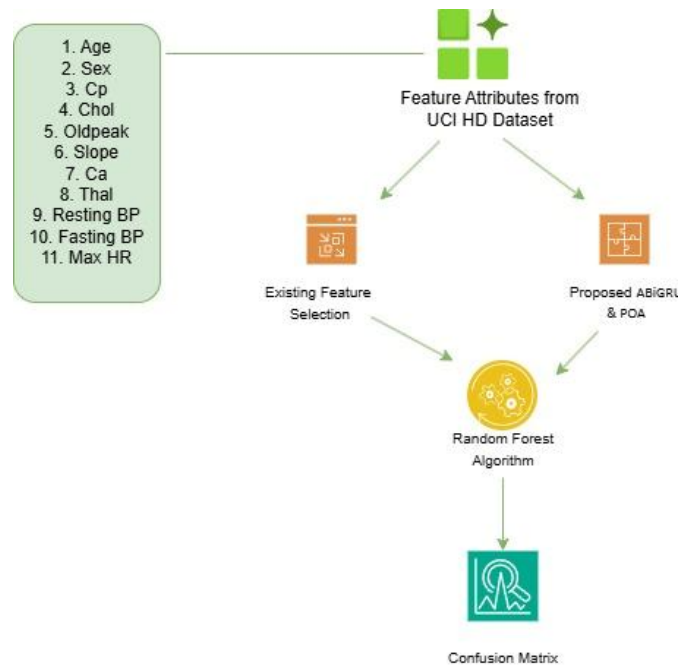 1. Age
2. Sex
3. Cp
4. Chol
5. Oldpeak
6. Slope
7. Ca
8. Thal
9. Resting BP
10. Fasting BP
11. Max HR
Feature Attributes from
UCI HD Dataset
Existing Feature
Selection
Proposed ABiGRU
& POA
Random Forest
Algorithm
Confusion Matrix